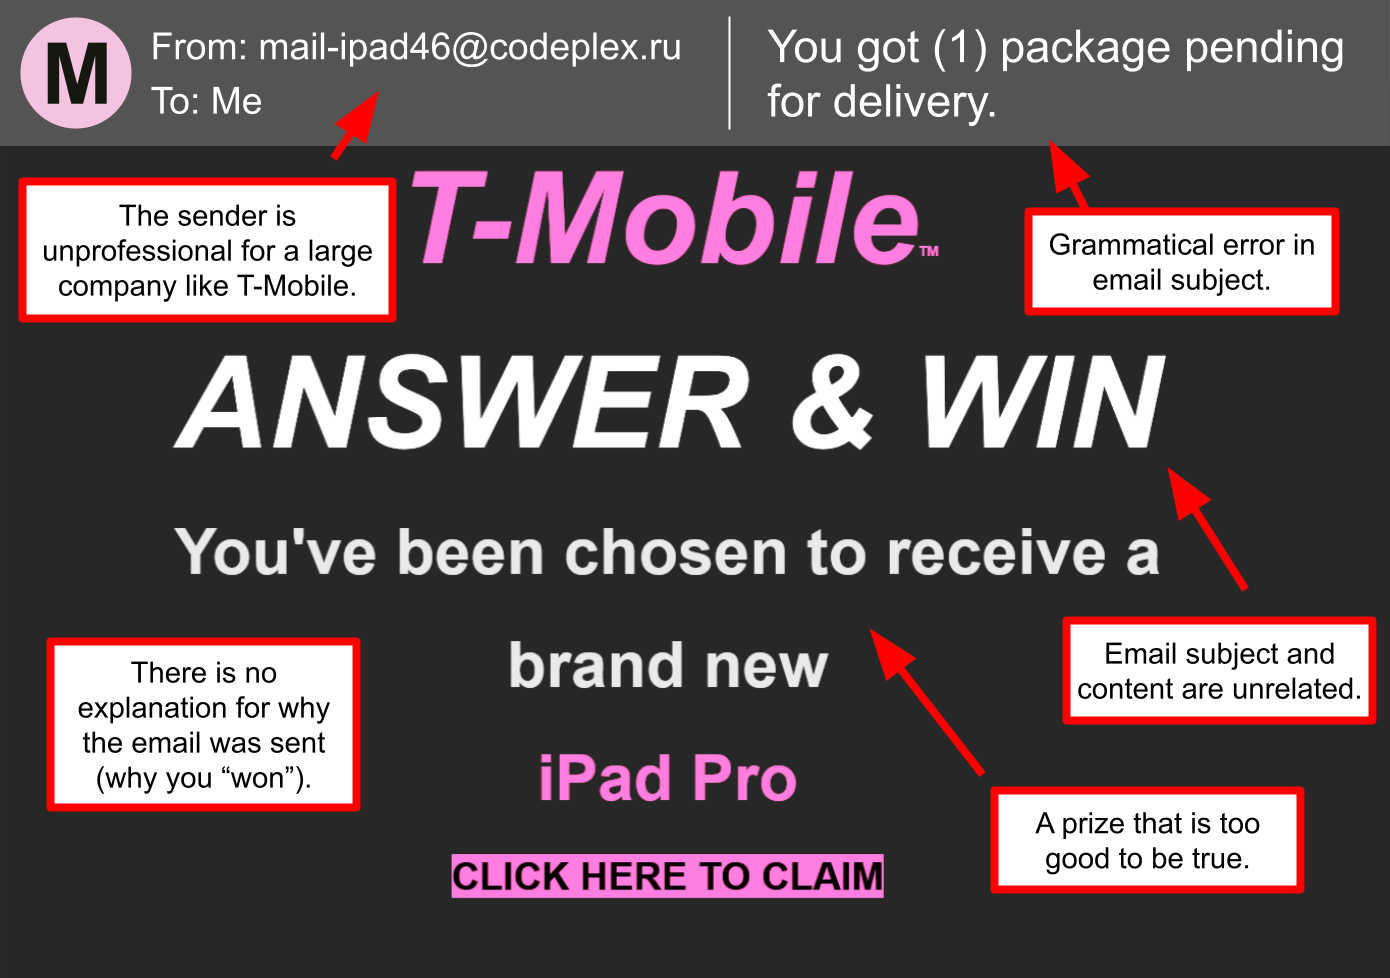 M
From: mail-ipad46@codeplex.ru
To: Me
You got (1) package pending
for delivery.
The sender is
unprofessional for a large
company like T-Mobile.
T-Mobile™
Grammatical error in
email subject.
ANSWER & WIN
You've been chosen to receive a
brand new
iPad Pro
CLICK HERE TO CLAIM
Email subject and
content are unrelated.
There is no
explanation for why
the email was sent
(why you “won”).
A prize that is too
good to be true.